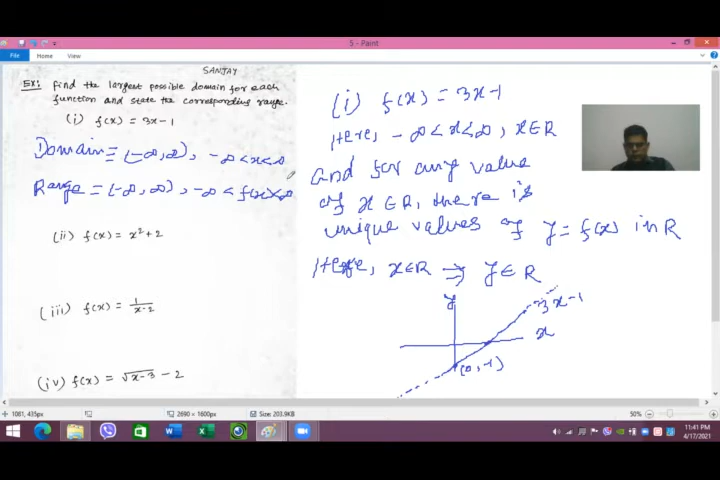 5 - Paint
File Home View
SANJAY
EX: Find the largest possible domain for each
function and state the corresponding range.
(i) f(x) = 3x-1
Domain = (-∞, ∞), -∞ < x < ∞
Range = (-∞, ∞), -∞ < f(x) < ∞
(ii) f(x) = x² + 2
(iii) f(x) = 1/(x-2)
(iv) f(x) = √(x-3) - 2
(i) f(x) = 3x-1
Here, -∞ < x < ∞, x ∈ R
and for any value
of x ∈ R, there is
unique values of y = f(x) in R
Here, x ∈ R ⇒ y ∈ R
y
3x-1
x
(0, -1)
1081, 435px
2690 × 1600px
Size: 203.9KB
50%
11:41 PM
4/17/2021